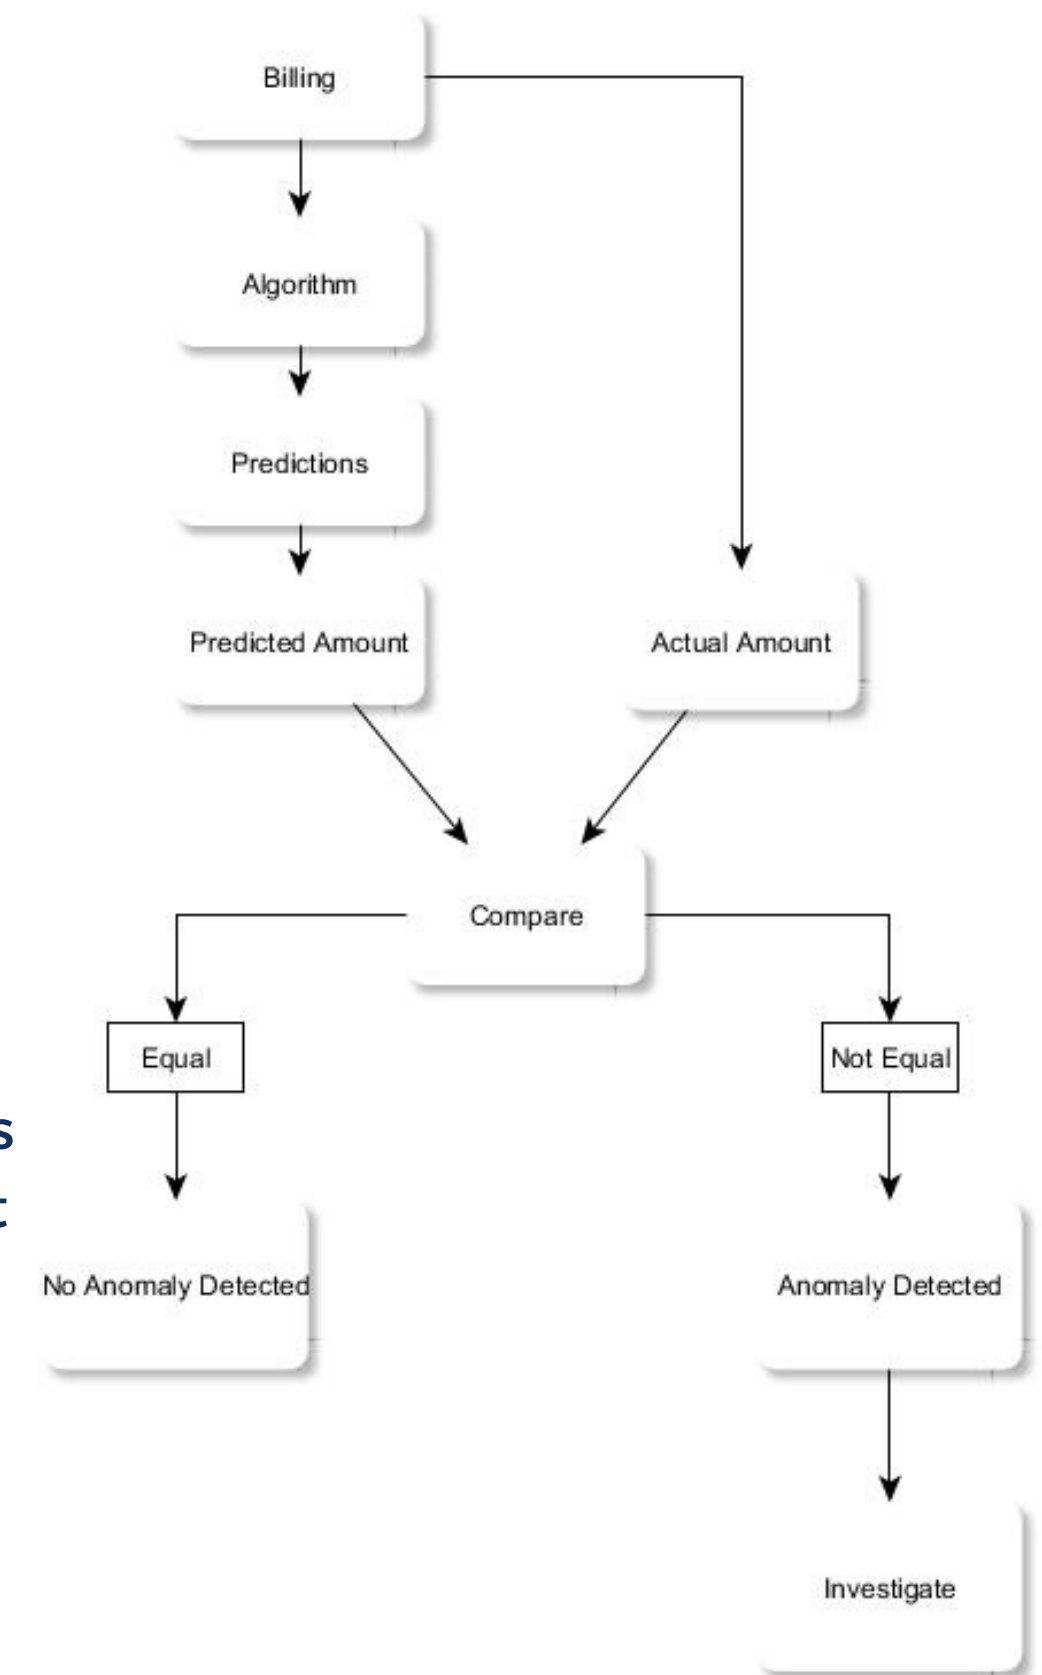 Billing
Algorithm
Predictions
Predicted Amount
Actual Amount
Compare
Equal
Not Equal
s
No Anomaly Detected
Anomaly Detected
Investigate